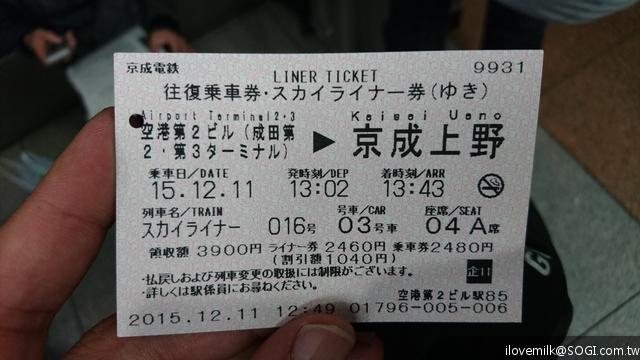 京成電鉄
LINER TICKET
9931
往復乗車券・スカイライナー券(ゆき)
Airport Terminal2・3
Keisei Ueno
空港第2ビル(成田第
2・第3ターミナル)
▶
京成上野
乗車日/DATE 発時刻/DEP 着時刻/ARR
15.12.11 13:02 13:43
列車名/TRAIN 号車/CAR 座席/SEAT
スカイライナー 016号 03号車 04 A席
領収額 3900円 ライナー券 2460円 乗車券2480円
(割引額1040円)
・払戻しおよび列車変更の取扱には制限がございます。
・詳しくは駅係員にお尋ねください。
企11
空港第2ビル駅85
2015.12.11 12:49 01796-005-006
ilovemilk@SOGI.com.tw